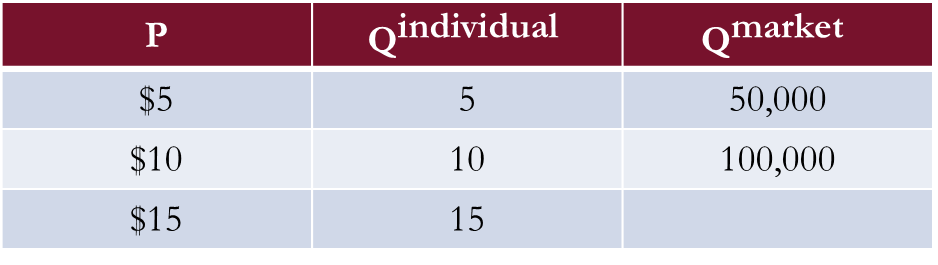 P Qindividual Qmarket
$5 5 50,000
$10 10 100,000
$15 15